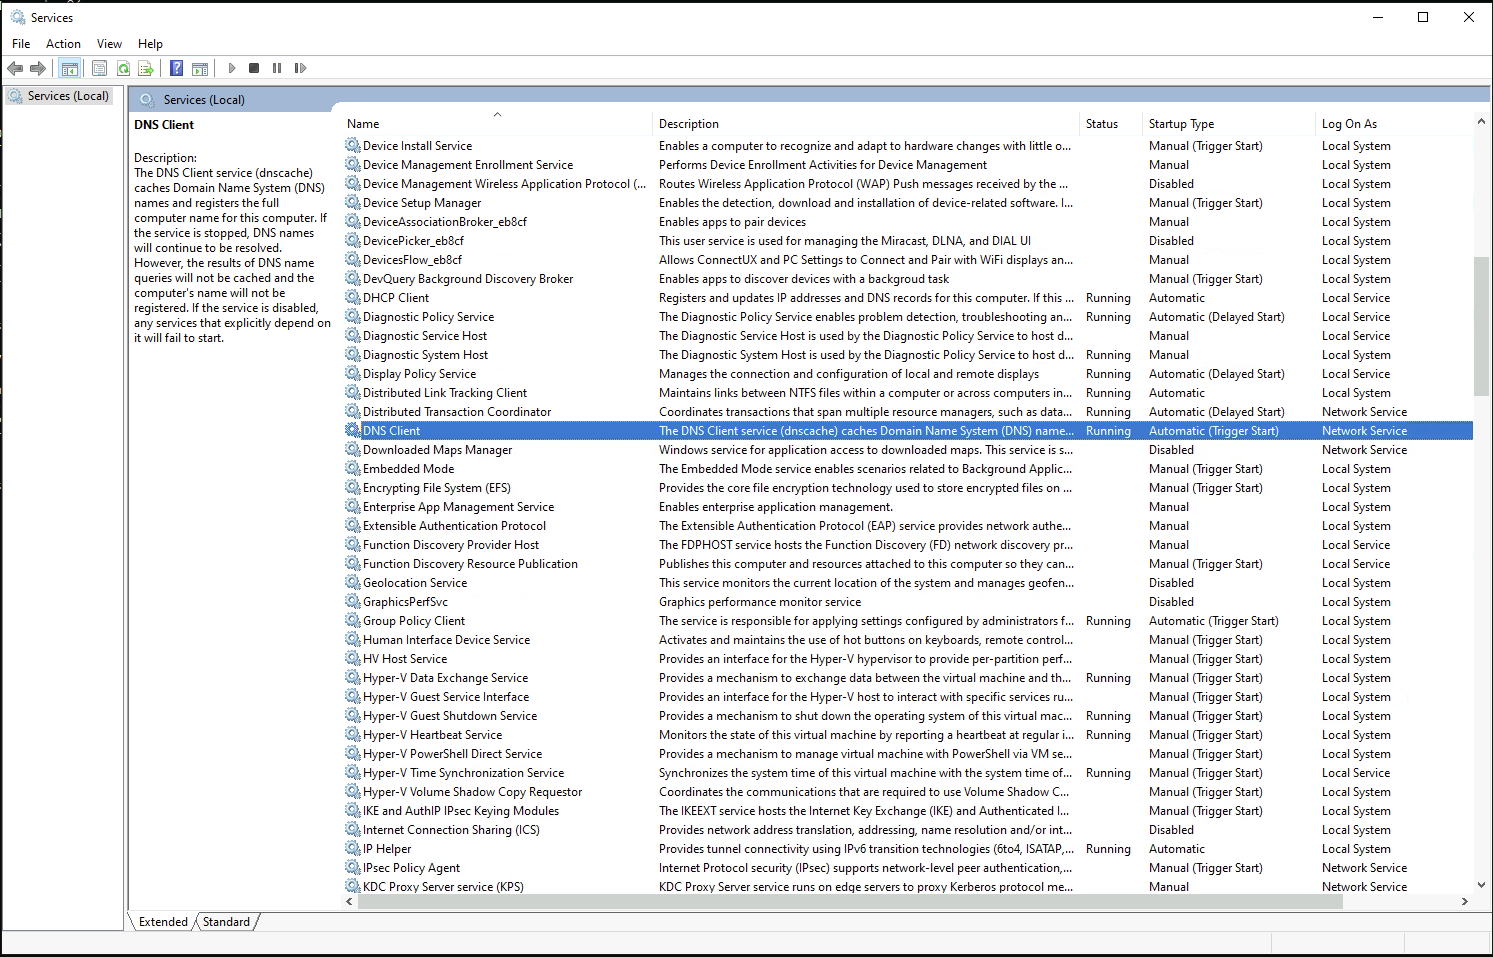 Services
File Action View Help
Services (Local)
Services (Local)
DNS Client
Description:
The DNS Client service (dnscache)
caches Domain Name System (DNS)
names and registers the full
computer name for this computer. If
the service is stopped, DNS names
will continue to be resolved.
However, the results of DNS name
queries will not be cached and the
computer's name will not be
registered. If the service is disabled,
any services that explicitly depend on
it will fail to start.
Name Description Status Startup Type Log On As
Device Install Service Enables a computer to recognize and adapt to hardware changes with little o... Manual (Trigger Start) Local System
Device Management Enrollment Service Performs Device Enrollment Activities for Device Management Manual Local System
Device Management Wireless Application Protocol (... Routes Wireless Application Protocol (WAP) Push messages received by the ... Disabled Local System
Device Setup Manager Enables the detection, download and installation of device-related software. I... Manual (Trigger Start) Local System
DeviceAssociationBroker_eb8cf Enables apps to pair devices Manual Local System
DevicePicker_eb8cf This user service is used for managing the Miracast, DLNA, and DIAL UI Disabled Local System
DevicesFlow_eb8cf Allows ConnectUX and PC Settings to Connect and Pair with WiFi displays an... Manual Local System
DevQuery Background Discovery Broker Enables apps to discover devices with a backgroud task Manual (Trigger Start) Local System
DHCP Client Registers and updates IP addresses and DNS records for this computer. If this ... Running Automatic Local Service
Diagnostic Policy Service The Diagnostic Policy Service enables problem detection, troubleshooting an... Running Automatic (Delayed Start) Local Service
Diagnostic Service Host The Diagnostic Service Host is used by the Diagnostic Policy Service to host d... Manual Local Service
Diagnostic System Host The Diagnostic System Host is used by the Diagnostic Policy Service to host d... Running Manual Local System
Display Policy Service Manages the connection and configuration of local and remote displays Running Automatic (Delayed Start) Local Service
Distributed Link Tracking Client Maintains links between NTFS files within a computer or across computers in... Running Automatic Local System
Distributed Transaction Coordinator Coordinates transactions that span multiple resource managers, such as data... Running Automatic (Delayed Start) Network Service
DNS Client The DNS Client service (dnscache) caches Domain Name System (DNS) name... Running Automatic (Trigger Start) Network Service
Downloaded Maps Manager Windows service for application access to downloaded maps. This service is s... Disabled Network Service
Embedded Mode The Embedded Mode service enables scenarios related to Background Applic... Manual (Trigger Start) Local System
Encrypting File System (EFS) Provides the core file encryption technology used to store encrypted files on ... Manual (Trigger Start) Local System
Enterprise App Management Service Enables enterprise application management. Manual Local System
Extensible Authentication Protocol The Extensible Authentication Protocol (EAP) service provides network authe... Manual Local System
Function Discovery Provider Host The FDPHOST service hosts the Function Discovery (FD) network discovery pr... Manual Local Service
Function Discovery Resource Publication Publishes this computer and resources attached to this computer so they can... Manual (Trigger Start) Local Service
Geolocation Service This service monitors the current location of the system and manages geofen... Disabled Local System
GraphicsPerfSvc Graphics performance monitor service Disabled Local System
Group Policy Client The service is responsible for applying settings configured by administrators f... Running Automatic (Trigger Start) Local System
Human Interface Device Service Activates and maintains the use of hot buttons on keyboards, remote control... Manual (Trigger Start) Local System
HV Host Service Provides an interface for the Hyper-V hypervisor to provide per-partition perf... Manual (Trigger Start) Local System
Hyper-V Data Exchange Service Provides a mechanism to exchange data between the virtual machine and th... Running Manual (Trigger Start) Local System
Hyper-V Guest Service Interface Provides an interface for the Hyper-V host to interact with specific services ru... Manual (Trigger Start) Local System
Hyper-V Guest Shutdown Service Provides a mechanism to shut down the operating system of this virtual mac... Running Manual (Trigger Start) Local System
Hyper-V Heartbeat Service Monitors the state of this virtual machine by reporting a heartbeat at regular i... Running Manual (Trigger Start) Local System
Hyper-V PowerShell Direct Service Provides a mechanism to manage virtual machine with PowerShell via VM se... Manual (Trigger Start) Local System
Hyper-V Time Synchronization Service Synchronizes the system time of this virtual machine with the system time of... Running Manual (Trigger Start) Local Service
Hyper-V Volume Shadow Copy Requestor Coordinates the communications that are required to use Volume Shadow C... Manual (Trigger Start) Local System
IKE and AuthIP IPsec Keying Modules The IKEEXT service hosts the Internet Key Exchange (IKE) and Authenticated I... Manual (Trigger Start) Local System
Internet Connection Sharing (ICS) Provides network address translation, addressing, name resolution and/or int... Disabled Local System
IP Helper Provides tunnel connectivity using IPv6 transition technologies (6to4, ISATAP,... Running Automatic Local System
IPsec Policy Agent Internet Protocol security (IPsec) supports network-level peer authentication,... Manual (Trigger Start) Network Service
KDC Proxy Server service (KPS) KDC Proxy Server service runs on edge servers to proxy Kerberos protocol me... Manual Network Service
Extended Standard